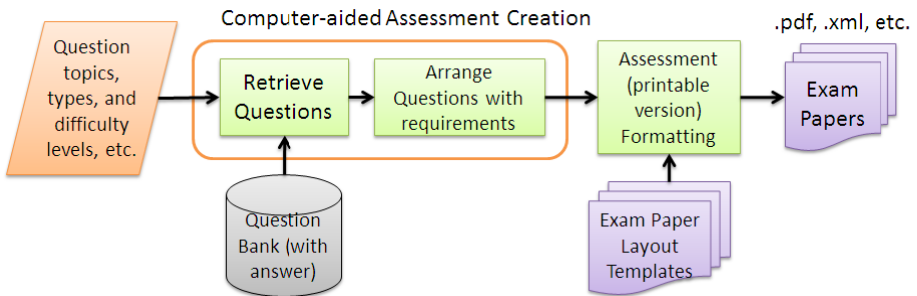 Computer-aided Assessment Creation
.pdf, .xml, etc.
Question
topics,
types, and
difficulty
levels, etc.
Retrieve
Questions
Arrange
Questions with
requirements
Assessment
(printable
version)
Formatting
Exam
Papers
Question
Bank (with
answer)
Exam Paper
Layout
Templates